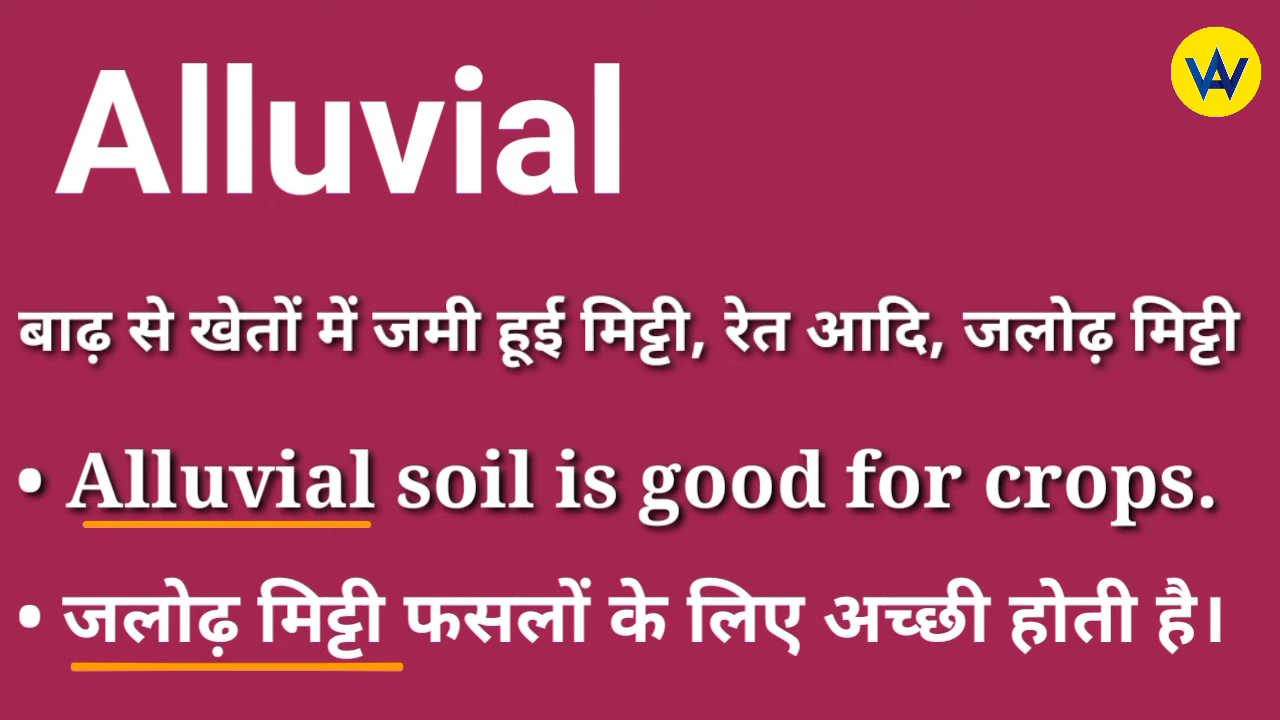 Alluvial
बाढ़ से खेतों में जमी हूई मिट्टी, रेत आदि, जलोढ़ मिट्टी
• Alluvial soil is good for crops.
• जलोढ़ मिट्टी फसलों के लिए अच्छी होती है।